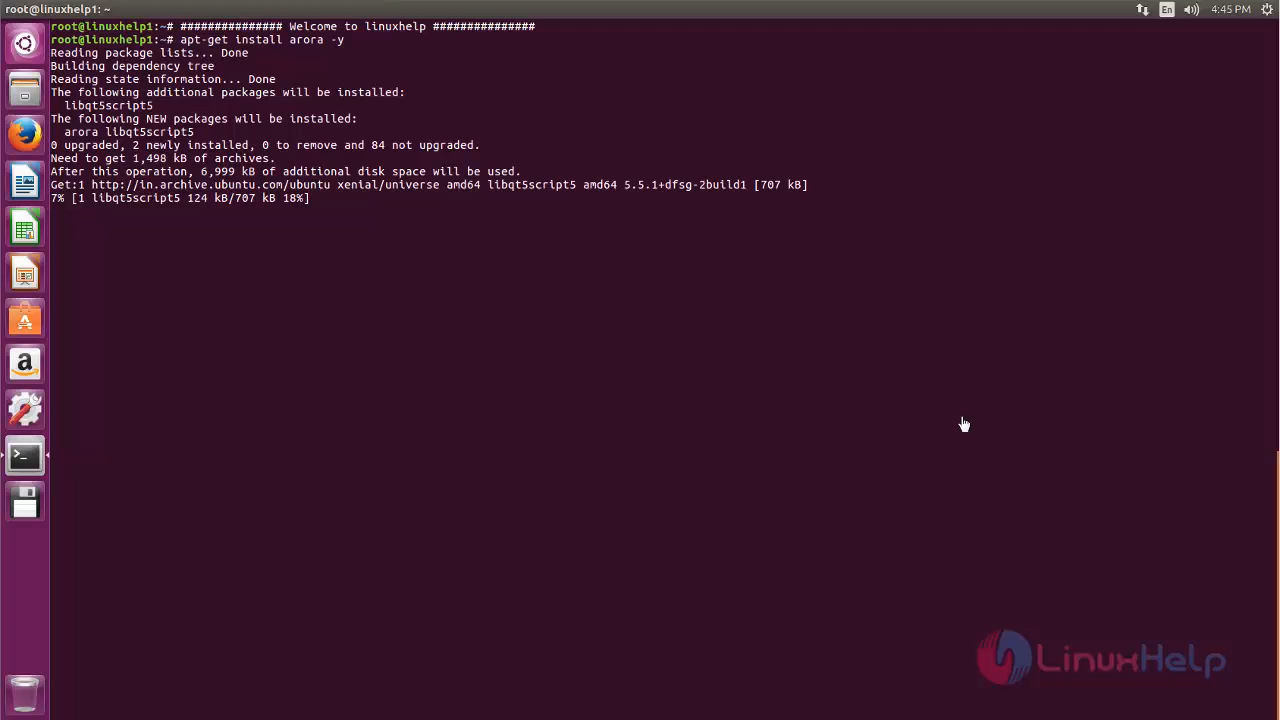 root@linuxhelp1: ~
En
4:45 PM
root@linuxhelp1:~# ############### Welcome to linuxhelp ###############
root@linuxhelp1:~# apt-get install arora -y
Reading package lists... Done
Building dependency tree
Reading state information... Done
The following additional packages will be installed:
libqt5script5
The following NEW packages will be installed:
arora libqt5script5
0 upgraded, 2 newly installed, 0 to remove and 84 not upgraded.
Need to get 1,498 kB of archives.
After this operation, 6,999 kB of additional disk space will be used.
Get:1 http://in.archive.ubuntu.com/ubuntu xenial/universe amd64 libqt5script5 amd64 5.5.1+dfsg-2build1 [707 kB]
7% [1 libqt5script5 124 kB/707 kB 18%]
LinuxHelp